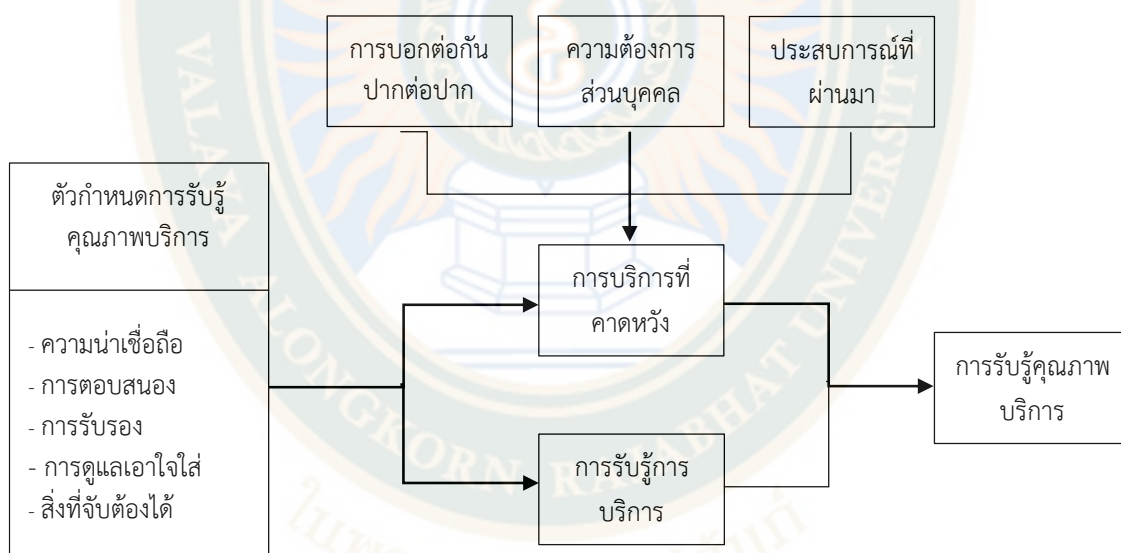 การบอกต่อกัน
ปากต่อปาก
ความต้องการ
ส่วนบุคคล
ประสบการณ์ที่
ผ่านมา
ตัวกำหนดการรับรู้
คุณภาพบริการ
- ความน่าเชื่อถือ
- การตอบสนอง
- การรับรอง
- การดูแลเอาใจใส่
- สิ่งที่จับต้องได้
การบริการที่
คาดหวัง
การรับรู้การ
บริการ
การรับรู้คุณภาพ
บริการ
VALAYA ALONGKORN RAJABHAT UNIVERSIT